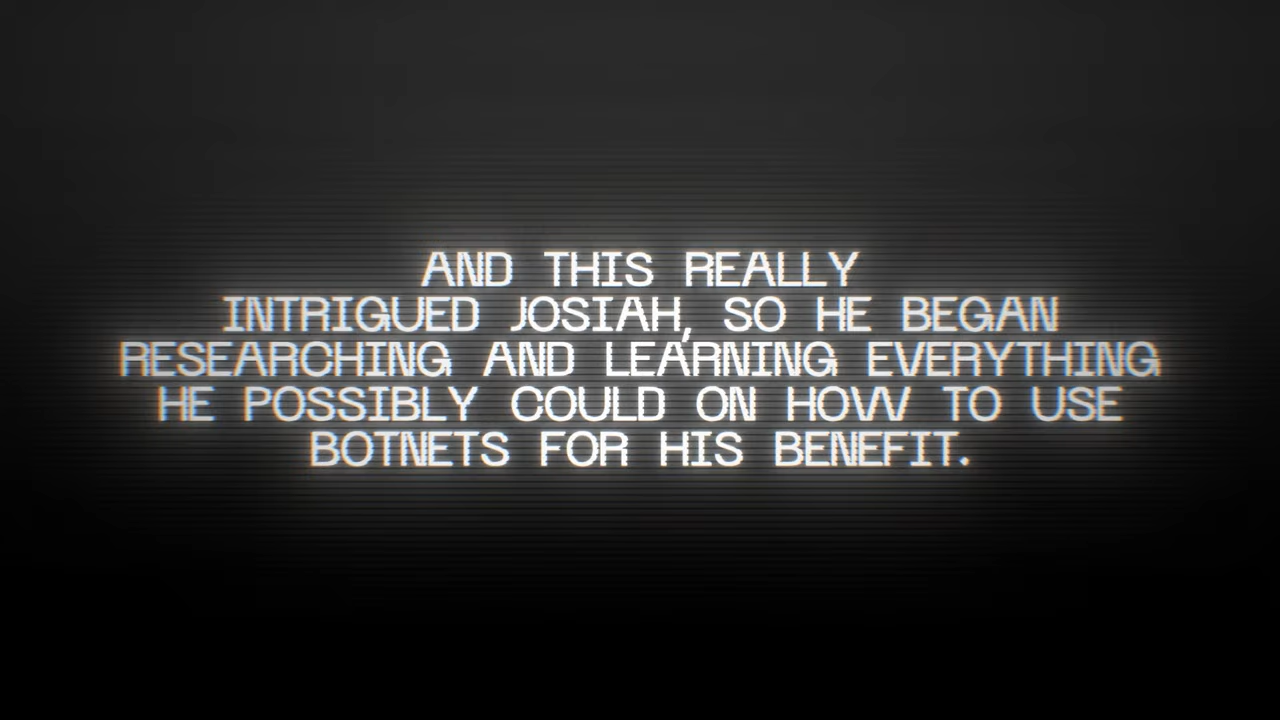 AND THIS REALLY
INTRIGUED JOSIAH, SO HE BEGAN
RESEARCHING AND LEARNING EVERYTHING
HE POSSIBLY COULD ON HOW TO USE
BOTNETS FOR HIS BENEFIT.